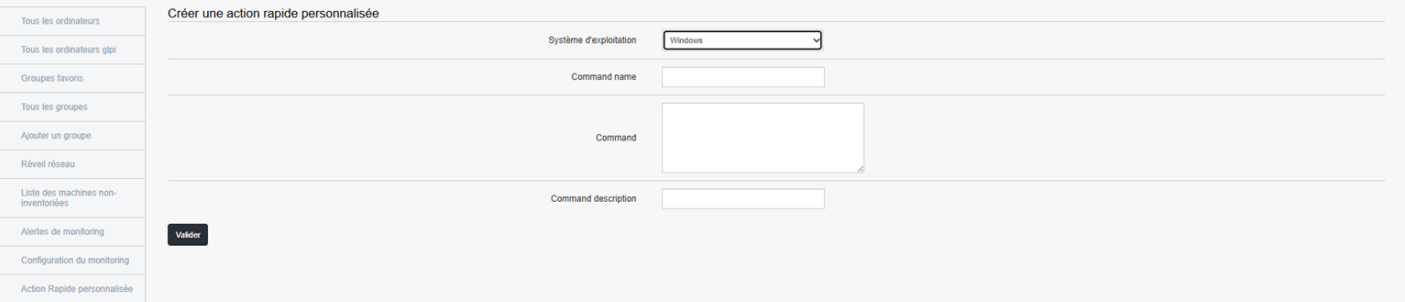 Tous les ordinateurs
Tous les ordinateurs glpi
Groupes favoris
Tous les groupes
Ajouter un groupe
Réveil réseau
Liste des machines non-
inventoriées
Alertes de monitoring
Configuration du monitoring
Action Rapide personnalisée
Créer une action rapide personnalisée
Système d'exploitation
Windows
Command name
Command
Command description
Valider